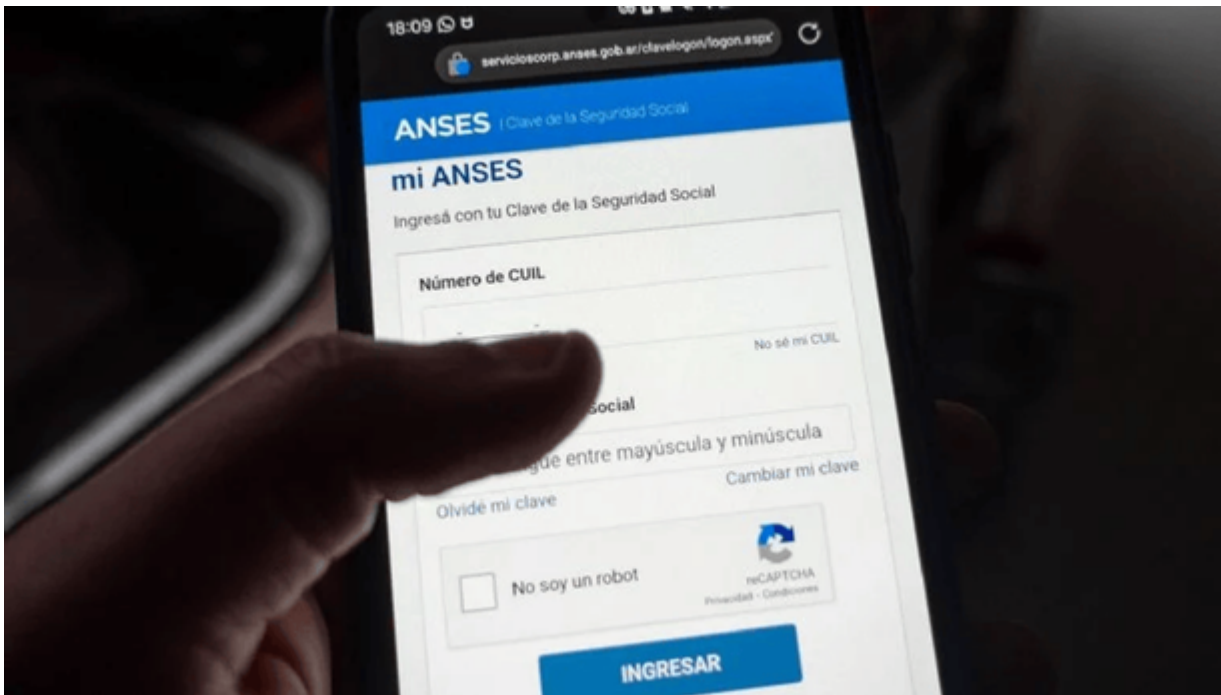 18:09
servicioscorp.anses.gob.ar/clavelogon/logon.aspx
ANSES | Clave de la Seguridad Social
mi ANSES
Ingresá con tu Clave de la Seguridad Social
Número de CUIL
No sé mi CUIL
social
entre mayúscula y minúscula
Olvidé mi clave
Cambiar mi clave
No soy un robot
reCAPTCHA
Privacidad - Condiciones
INGRESAR